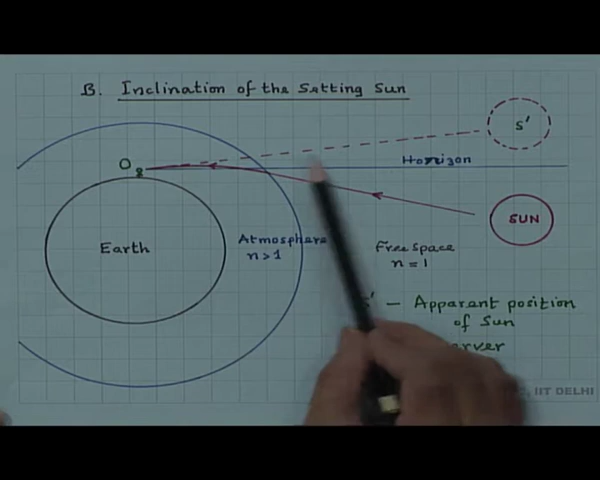 B. Inclination of the Setting Sun
S'
O
Horizon
SUN
Earth
Atmosphere
n > 1
Free space
n = 1
S' - Apparent position
of Sun
IIT DELHI